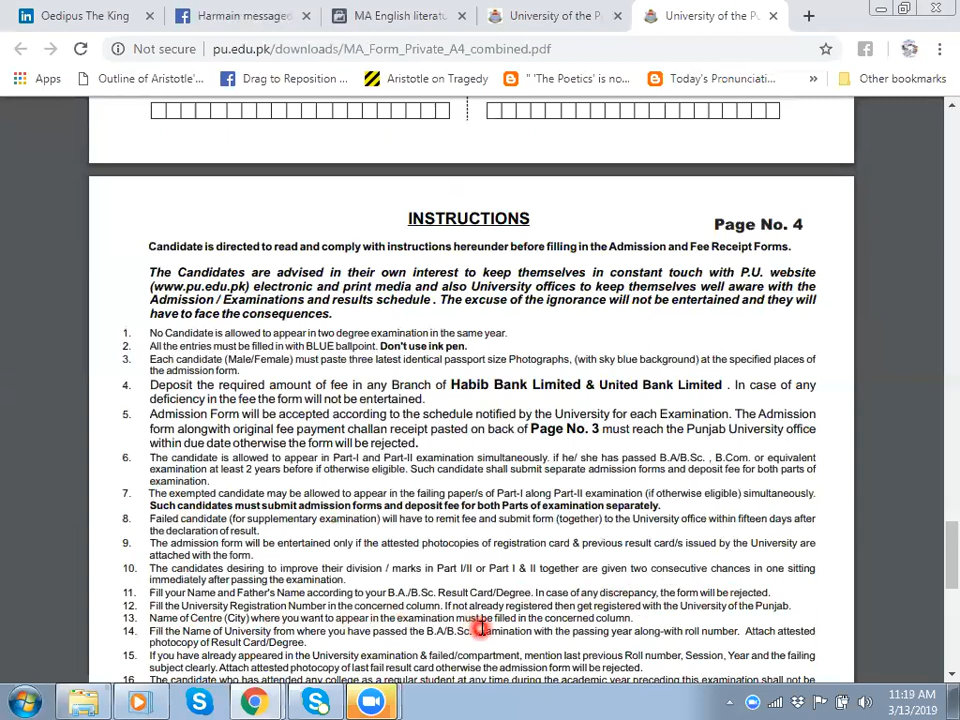 Oedipus The King
Harmain message
MA English literat
University of the P
University of the Pu
Not secure
pu.edu.pk/downloads/MA_Form_Private_A4_combined.pdf
Apps
Outline of Aristotle'...
Drag to Reposition ...
Aristotle on Tragedy
" 'The Poetics' is no...
Today's Pronunciati...
»
Other bookmarks
INSTRUCTIONS
Page No. 4
Candidate is directed to read and comply with instructions hereunder before filling in the Admission and Fee Receipt Forms.
The Candidates are advised in their own interest to keep themselves in constant touch with P.U. website
(www.pu.edu.pk) electronic and print media and also University offices to keep themselves well aware with the
Admission / Examinations and results schedule . The excuse of the ignorance will not be entertained and they will
have to face the consequences.
1. No Candidate is allowed to appear in two degree examination in the same year.
2. All the entries must be filled in with BLUE ballpoint. Don't use ink pen.
3. Each candidate (Male/Female) must paste three latest identical passport size Photographs, (with sky blue background) at the specified places of
the admission form.
4. Deposit the required amount of fee in any Branch of Habib Bank Limited & United Bank Limited . In case of any
deficiency in the fee the form will not be entertained.
5. Admission Form will be accepted according to the schedule notified by the University for each Examination. The Admission
form alongwith original fee payment challan receipt pasted on back of Page No. 3 must reach the Punjab University office
within due date otherwise the form will be rejected.
6. The candidate is allowed to appear in Part-I and Part-II examination simultaneously. if he/ she has passed B.A/B.Sc. , B.Com. or equivalent
examination at least 2 years before if otherwise eligible. Such candidate shall submit separate admission forms and deposit fee for both parts of
examination.
7. The exempted candidate may be allowed to appear in the failing paper/s of Part-I along Part-II examination (if otherwise eligible) simultaneously.
Such candidates must submit admission forms and deposit fee for both Parts of examination separately.
8. Failed candidate (for supplementary examination) will have to remit fee and submit form (together) to the University office within fifteen days after
the declaration of result.
9. The admission form will be entertained only if the attested photocopies of registration card & previous result card/s issued by the University are
attached with the form.
10. The candidates desiring to improve their division / marks in Part I/II or Part I & II together are given two consecutive chances in one sitting
immediately after passing the examination.
11. Fill your Name and Father's Name according to your B.A./B.Sc. Result Card/Degree. In case of any discrepancy, the form will be rejected.
12. Fill the University Registration Number in the concerned column. If not already registered then get registered with the University of the Punjab.
13. Name of Centre (City) where you want to appear in the examination must be filled in the concerned column.
14. Fill the Name of University from where you have passed the B.A/B.Sc. Examination with the passing year along-with roll number. Attach attested
photocopy of Result Card/Degree.
15. If you have already appeared in the University examination & failed/compartment, mention last previous Roll number, Session, Year and the failing
subject clearly. Attach attested photocopy of last fail result card otherwise the admission form will be rejected.
16. The candidate who has attended any college as a regular student at any time during the academic year preceding this examination shall not be
11:19 AM
3/13/2019